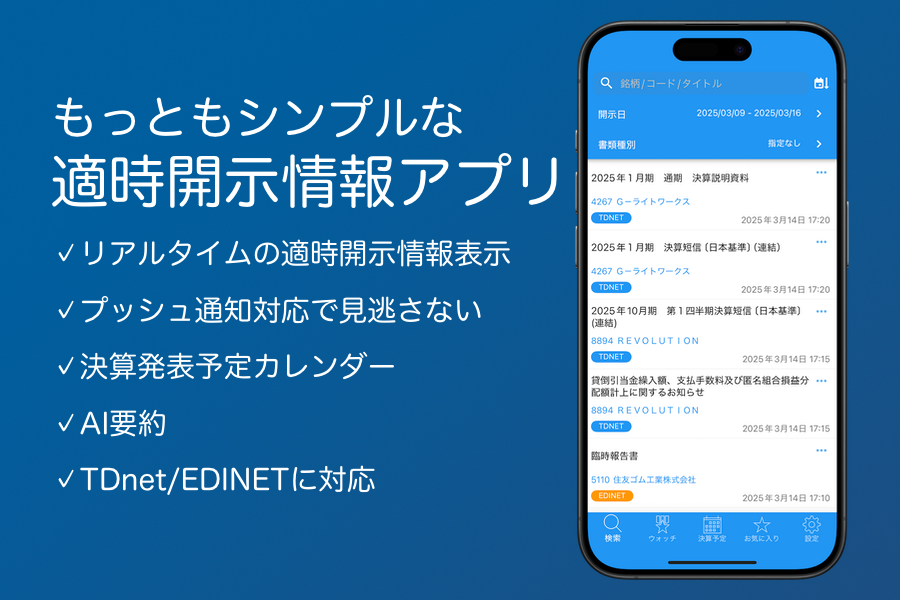 もっともシンプルな
適時開示情報アプリ
✓リアルタイムの適時開示情報表示
✓プッシュ通知対応で見逃さない
✓決算発表予定カレンダー
✓AI要約
✓TDnet/EDINETに対応
銘柄/コード/タイトル
開示日 2025/03/09 - 2025/03/16
書類種別 指定なし
2025年1月期 通期 決算説明資料
4267 G-ライトワークス
TDNET 2025年3月14日 17:20
2025年1月期 決算短信〔日本基準〕(連結)
4267 G-ライトワークス
TDNET 2025年3月14日 17:20
2025年10月期 第1四半期決算短信〔日本基準〕
(連結)
8894 REVOLUTION
TDNET 2025年3月14日 17:15
貸倒引当金繰入額、支払手数料及び匿名組合損益分
配額計上に関するお知らせ
8894 REVOLUTION
TDNET 2025年3月14日 17:15
臨時報告書
5110 住友ゴム工業株式会社
EDINET 2025年3月14日 17:10
検索 ウォッチ 決算予定 お気に入り 設定